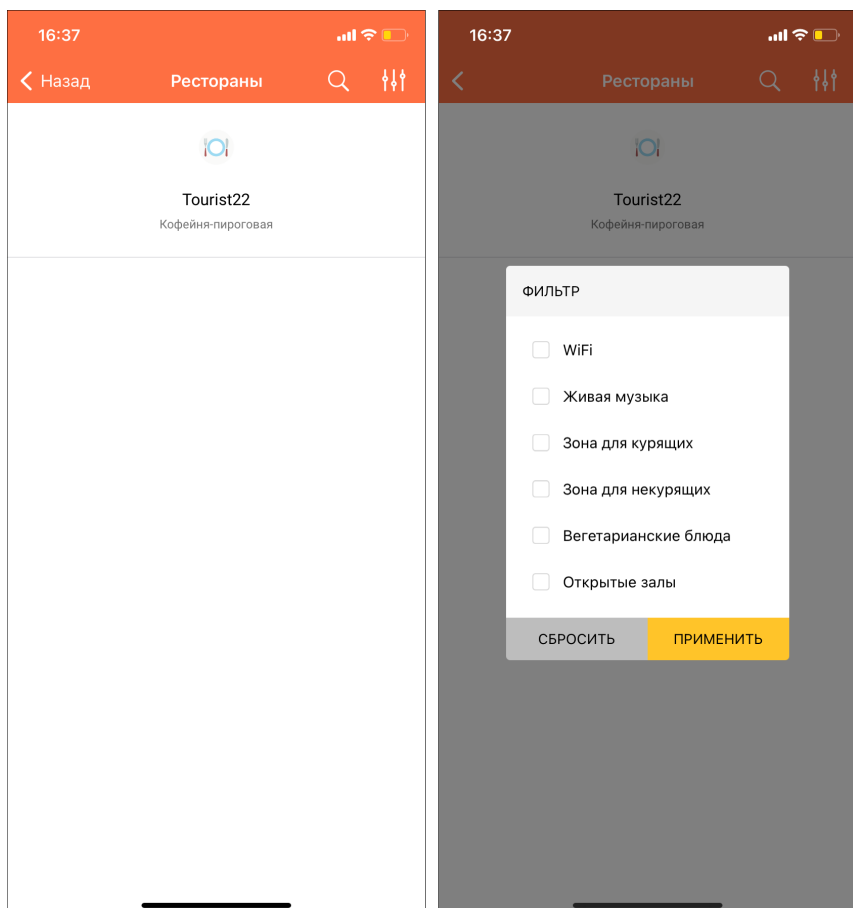 16:37
Назад
Рестораны
Tourist22
Кофейня-пироговая
16:37
Рестораны
Tourist22
Кофейня-пироговая
ФИЛЬТР
WiFi
Живая музыка
Зона для курящих
Зона для некурящих
Вегетарианские блюда
Открытые залы
СБРОСИТЬ
ПРИМЕНИТЬ